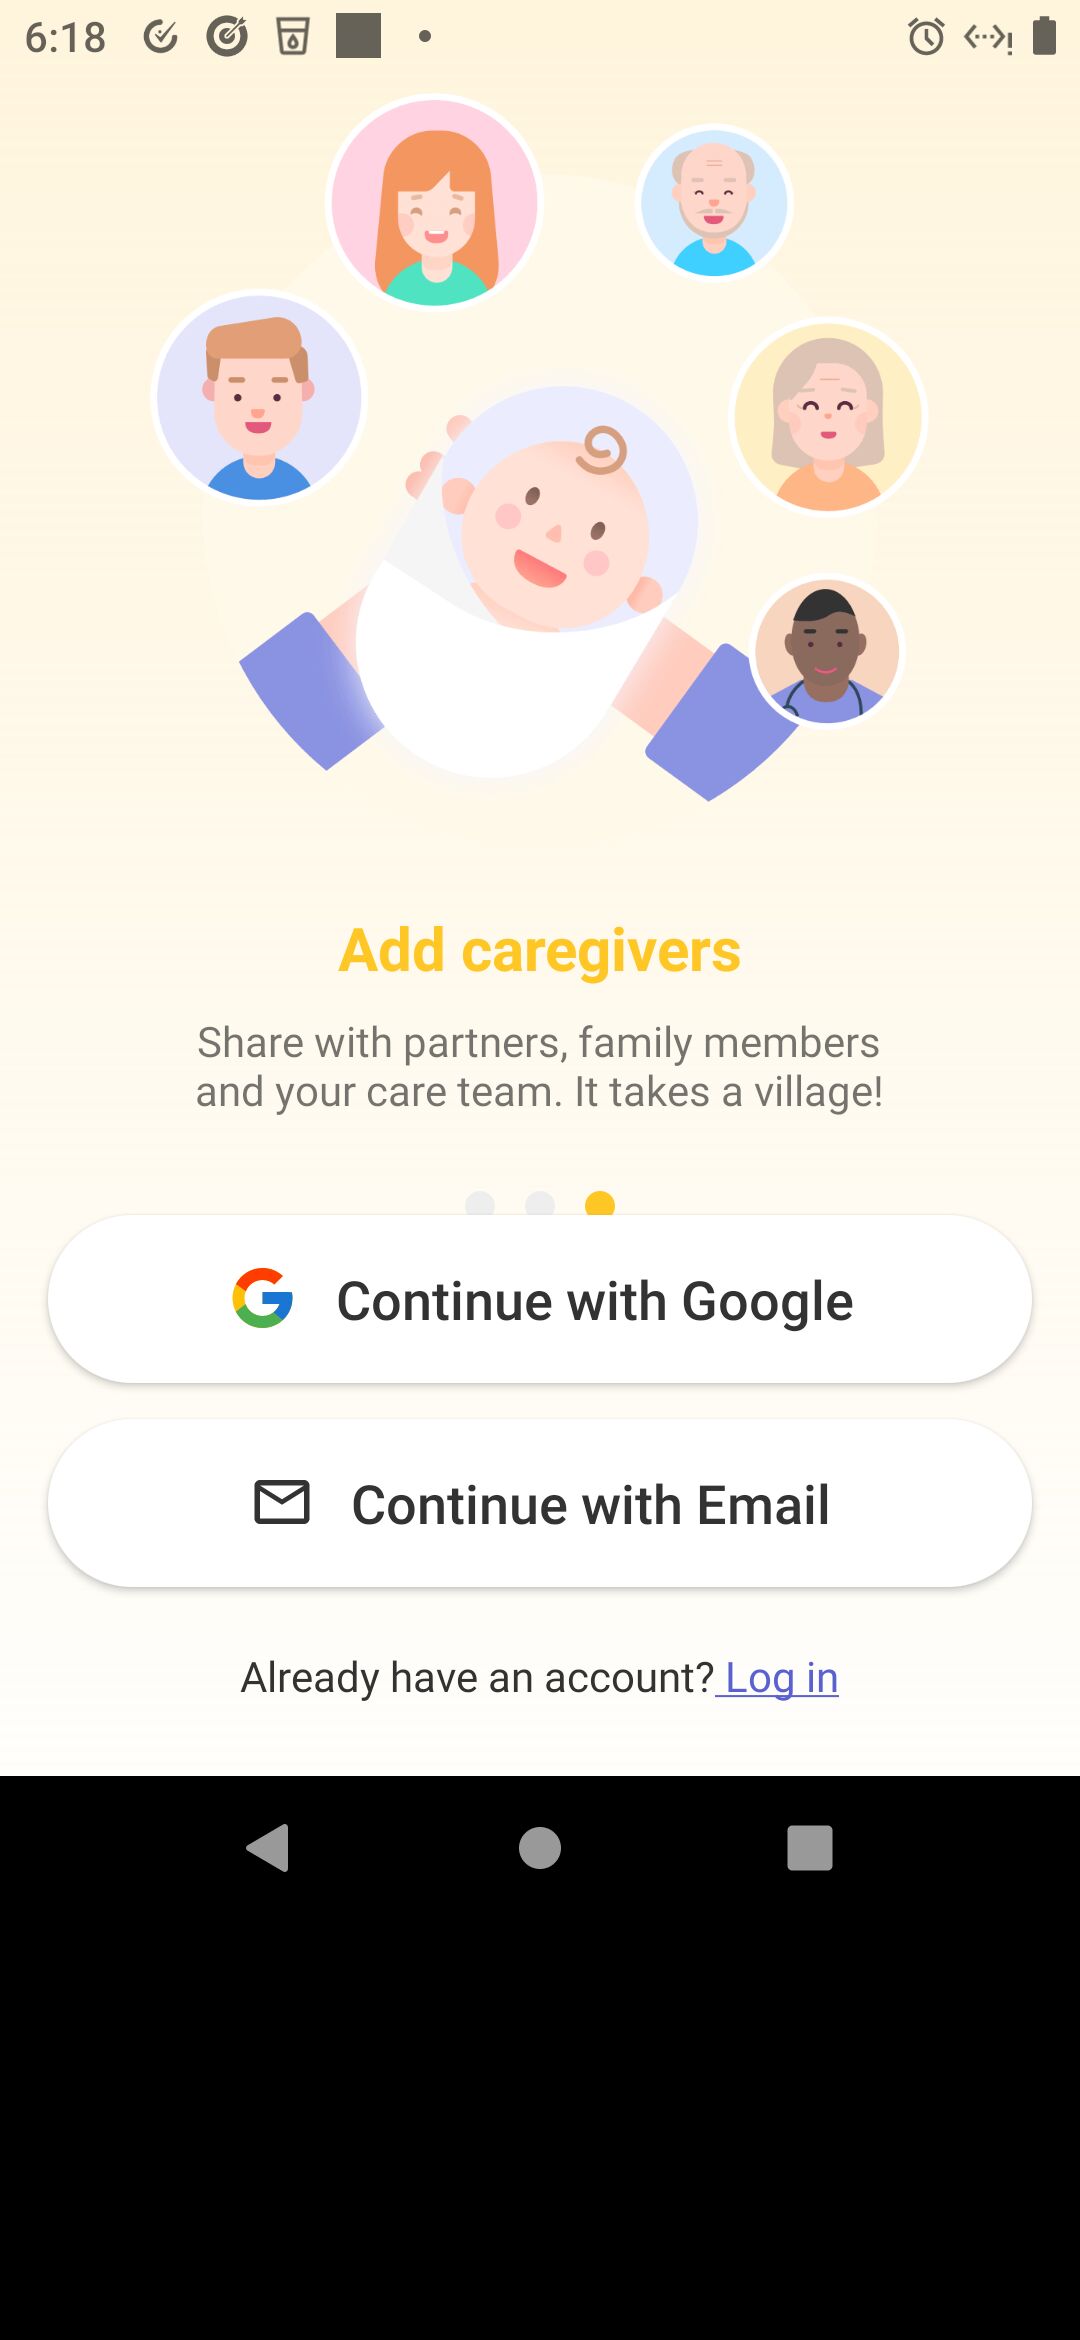 6:18
Add caregivers
Share with partners, family members
and your care team. It takes a village!
Continue with Google
Continue with Email
Already have an account? Log in